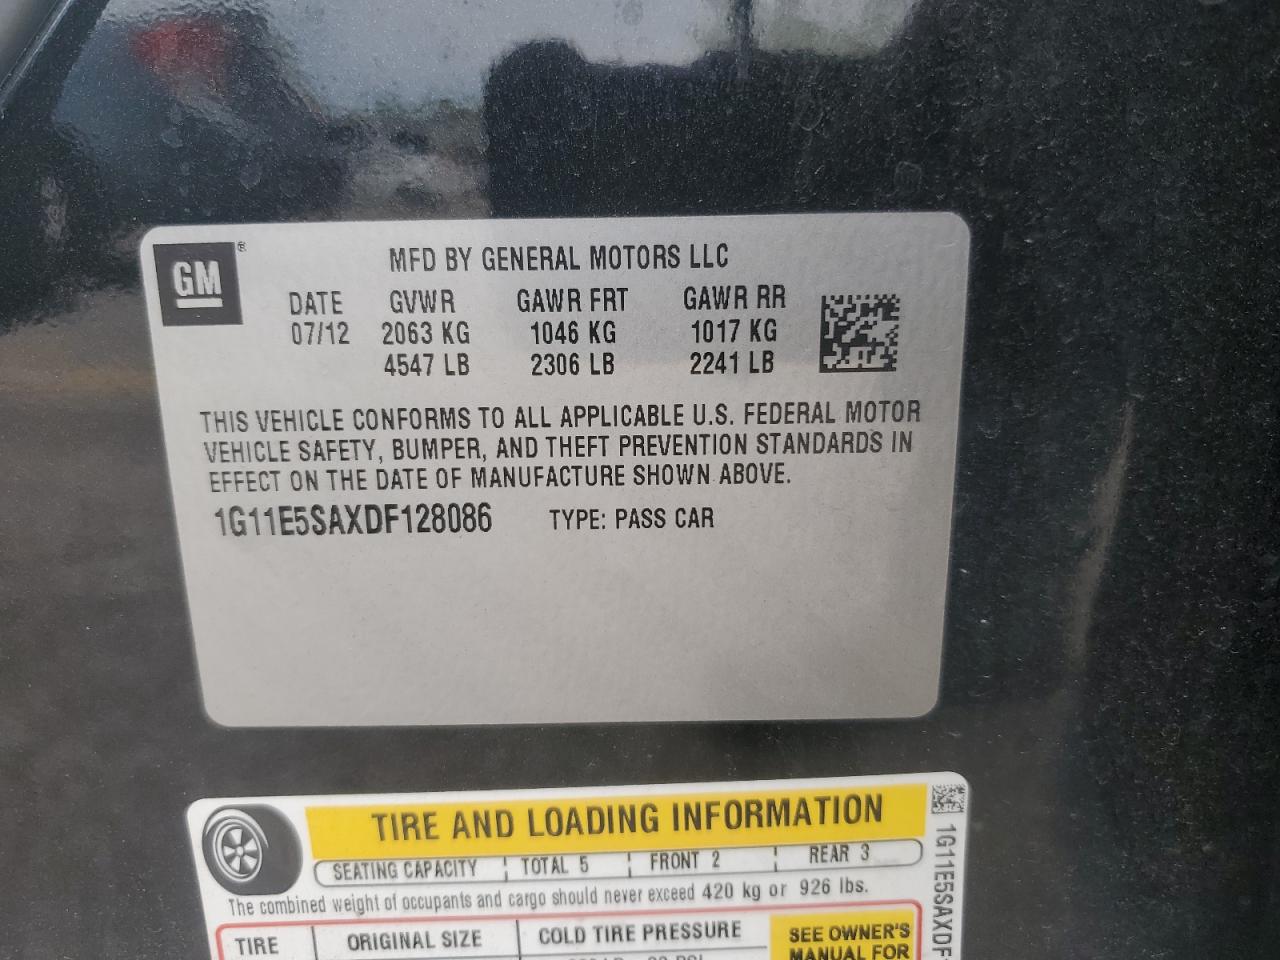 GM®
MFD BY GENERAL MOTORS LLC
DATE GVWR GAWR FRT GAWR RR
07/12 2063 KG 1046 KG 1017 KG
4547 LB 2306 LB 2241 LB
THIS VEHICLE CONFORMS TO ALL APPLICABLE U.S. FEDERAL MOTOR
VEHICLE SAFETY, BUMPER, AND THEFT PREVENTION STANDARDS IN
EFFECT ON THE DATE OF MANUFACTURE SHOWN ABOVE.
1G11E5SAXDF128086 TYPE: PASS CAR
TIRE AND LOADING INFORMATION
SEATING CAPACITY TOTAL 5 FRONT 2 REAR 3
The combined weight of occupants and cargo should never exceed 420 kg or 926 lbs.
TIRE ORIGINAL SIZE COLD TIRE PRESSURE SEE OWNER'S
MANUAL FOR
1G11E5SAXDF